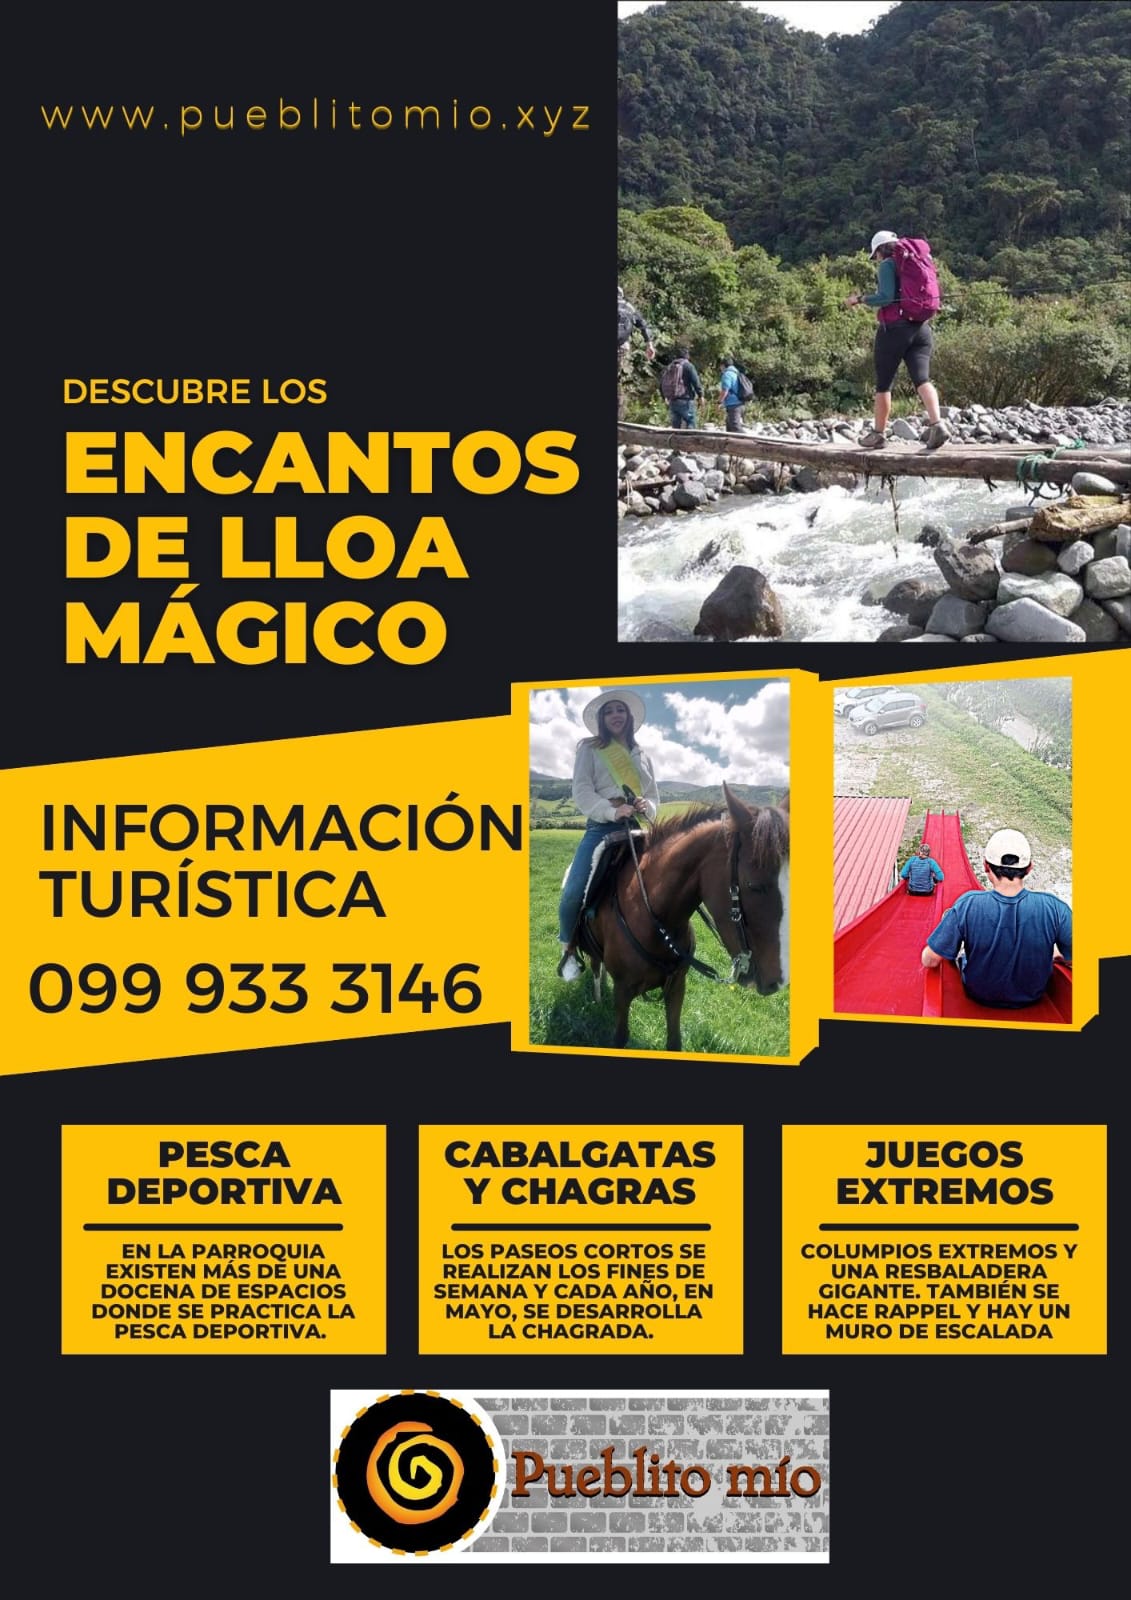 www.pueblitomio.xyz
DESCUBRE LOS
ENCANTOS
DE LLOA
MÁGICO
INFORMACIÓN
TURÍSTICA
099 933 3146
PESCA
DEPORTIVA
EN LA PARROQUIA
EXISTEN MÁS DE UNA
DOCENA DE ESPACIOS
DONDE SE PRACTICA LA
PESCA DEPORTIVA.
CABALGATAS
Y CHAGRAS
LOS PASEOS CORTOS SE
REALIZAN LOS FINES DE
SEMANA Y CADA AÑO, EN
MAYO, SE DESARROLLA
LA CHAGRADA.
JUEGOS
EXTREMOS
COLUMPIOS EXTREMOS Y
UNA RESBALADERA
GIGANTE. TAMBIÉN SE
HACE RAPPEL Y HAY UN
MURO DE ESCALADA
Pueblito mío